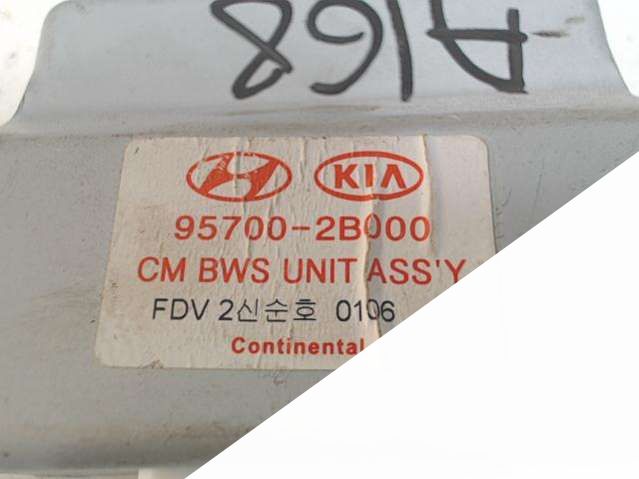 A168
KIA
95700-2B000
CM BWS UNIT ASS'Y
FDV 2신순호 0106
Continental